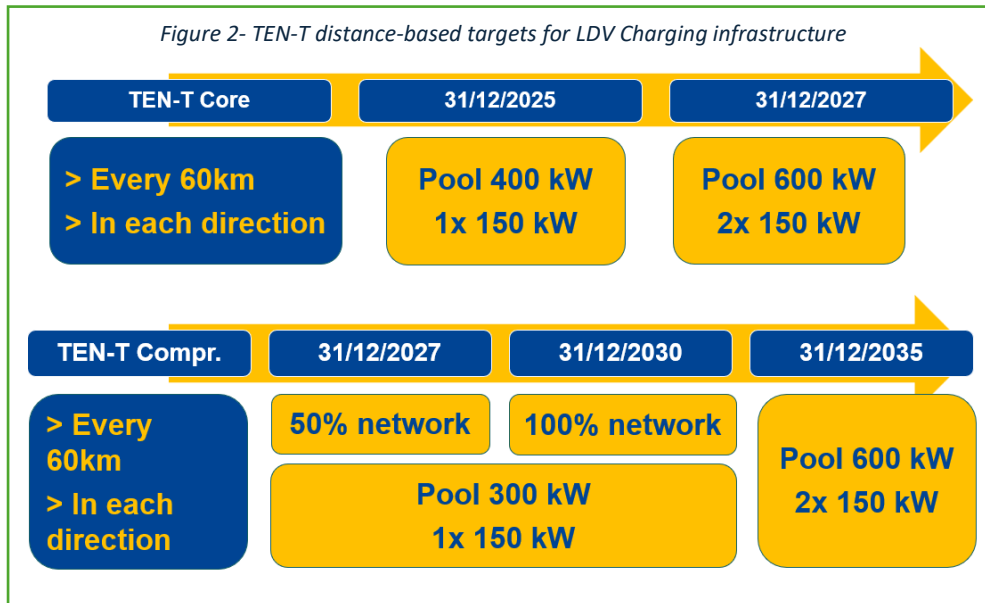 Figure 2- TEN-T distance-based targets for LDV Charging infrastructure
TEN-T Core
31/12/2025
31/12/2027
> Every 60km
> In each direction
Pool 400 kW
1x 150 kW
Pool 600 kW
2x 150 kW
TEN-T Compr.
31/12/2027
31/12/2030
31/12/2035
> Every
60km
> In each
direction
50% network
100% network
Pool 300 kW
1x 150 kW
Pool 600 kW
2x 150 kW